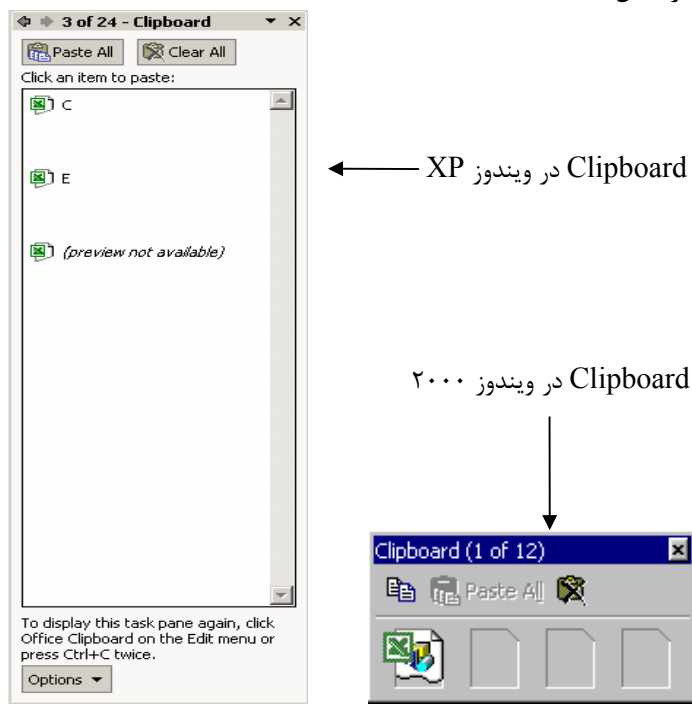 3 of 24 - Clipboard
Paste All Clear All
Click an item to paste:
C
E
(preview not available)
To display this task pane again, click
Office Clipboard on the Edit menu or
press Ctrl+C twice.
Options
Clipboard در ویندوز XP
Clipboard در ویندوز ۲۰۰۰
Clipboard (1 of 12)
Paste All